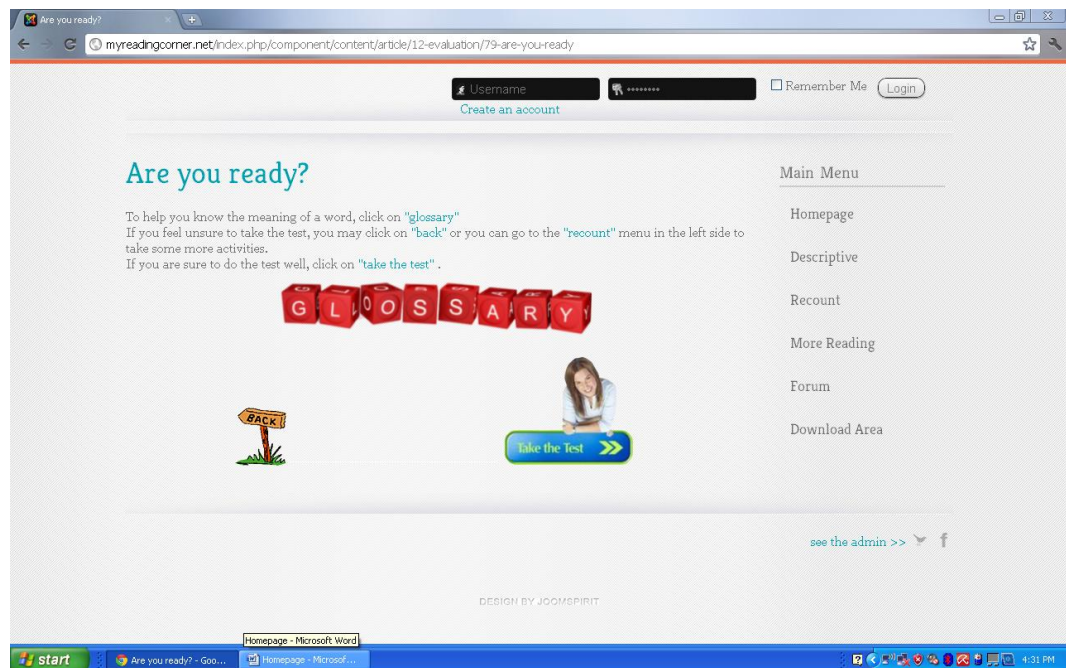 Are you ready?
myreadingcorner.net/index.php/component/content/article/12-evaluation/79-are-you-ready
Username
Remember Me
Login
Create an account
Are you ready?
Main Menu
To help you know the meaning of a word, click on "glossary"
If you feel unsure to take the test, you may click on "back" or you can go to the "recount" menu in the left side to
take some more activities.
If you are sure to do the test well, click on "take the test" .
Homepage
Descriptive
Recount
More Reading
Forum
Download Area
GLOSSARY
BACK
Take the Test
see the admin >>
DESIGN BY JOOMSPIRIT
Homepage - Microsoft Word
start
Are you ready? - Goo...
Homepage - Microsof...
4:31 PM